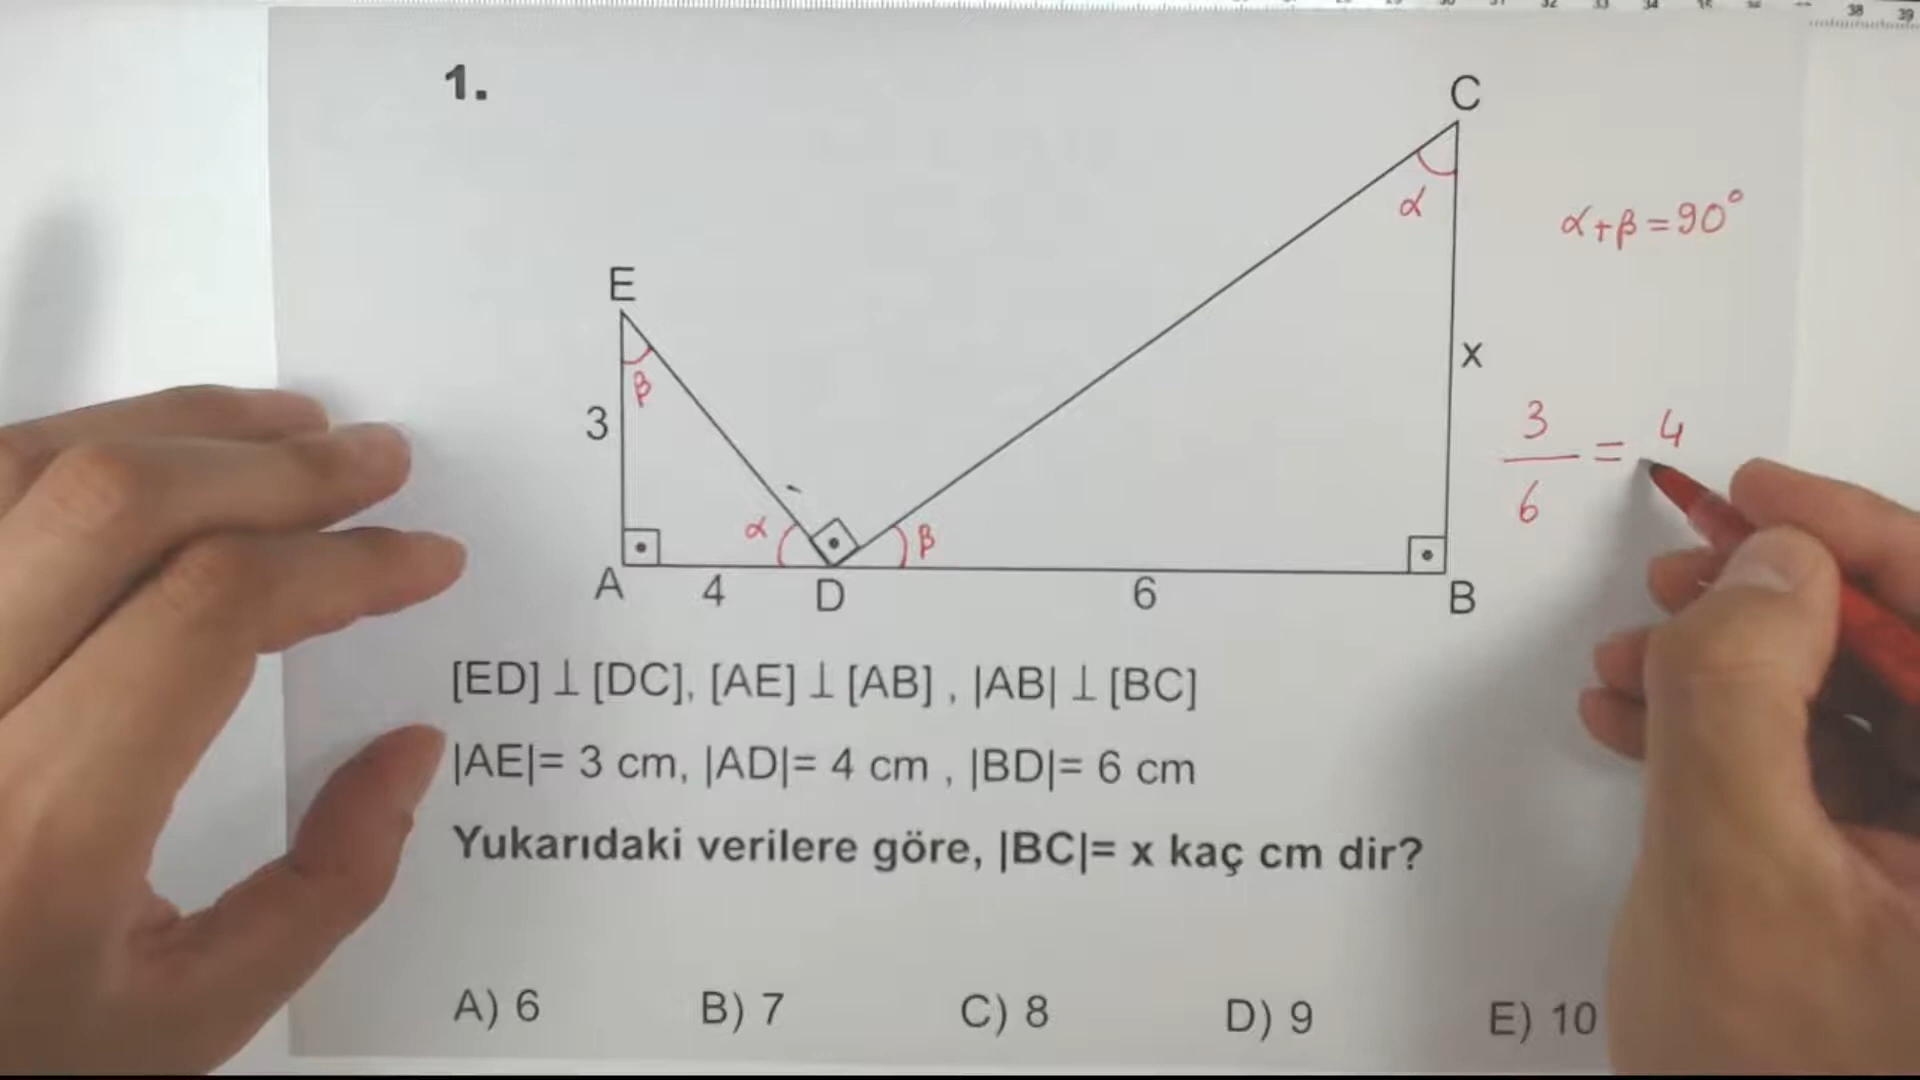 1.
C
α
α+β=90°
E
β
3
x
3/6 = 4
α
β
A 4 D 6 B
[ED] ⊥ [DC], [AE] ⊥ [AB] , |AB| ⊥ [BC]
|AE|= 3 cm, |AD|= 4 cm , |BD|= 6 cm
Yukarıdaki verilere göre, |BC|= x kaç cm dir?
A) 6 B) 7 C) 8 D) 9 E) 10